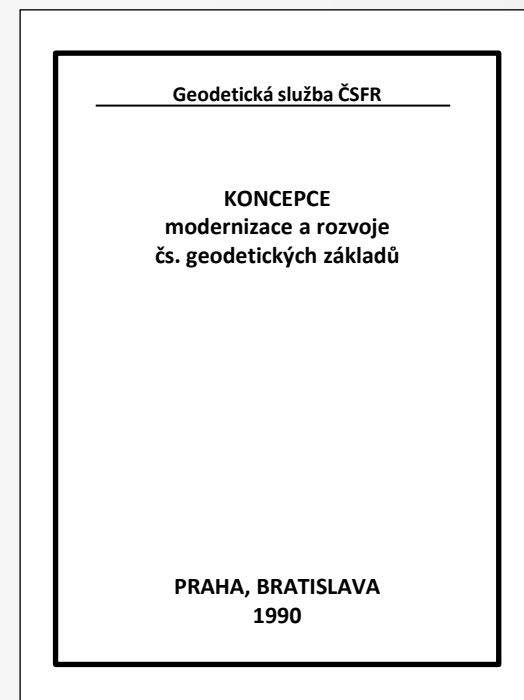 Geodetická služba ČSFR
KONCEPCE
modernizace a rozvoje
čs. geodetických základů
PRAHA, BRATISLAVA
1990